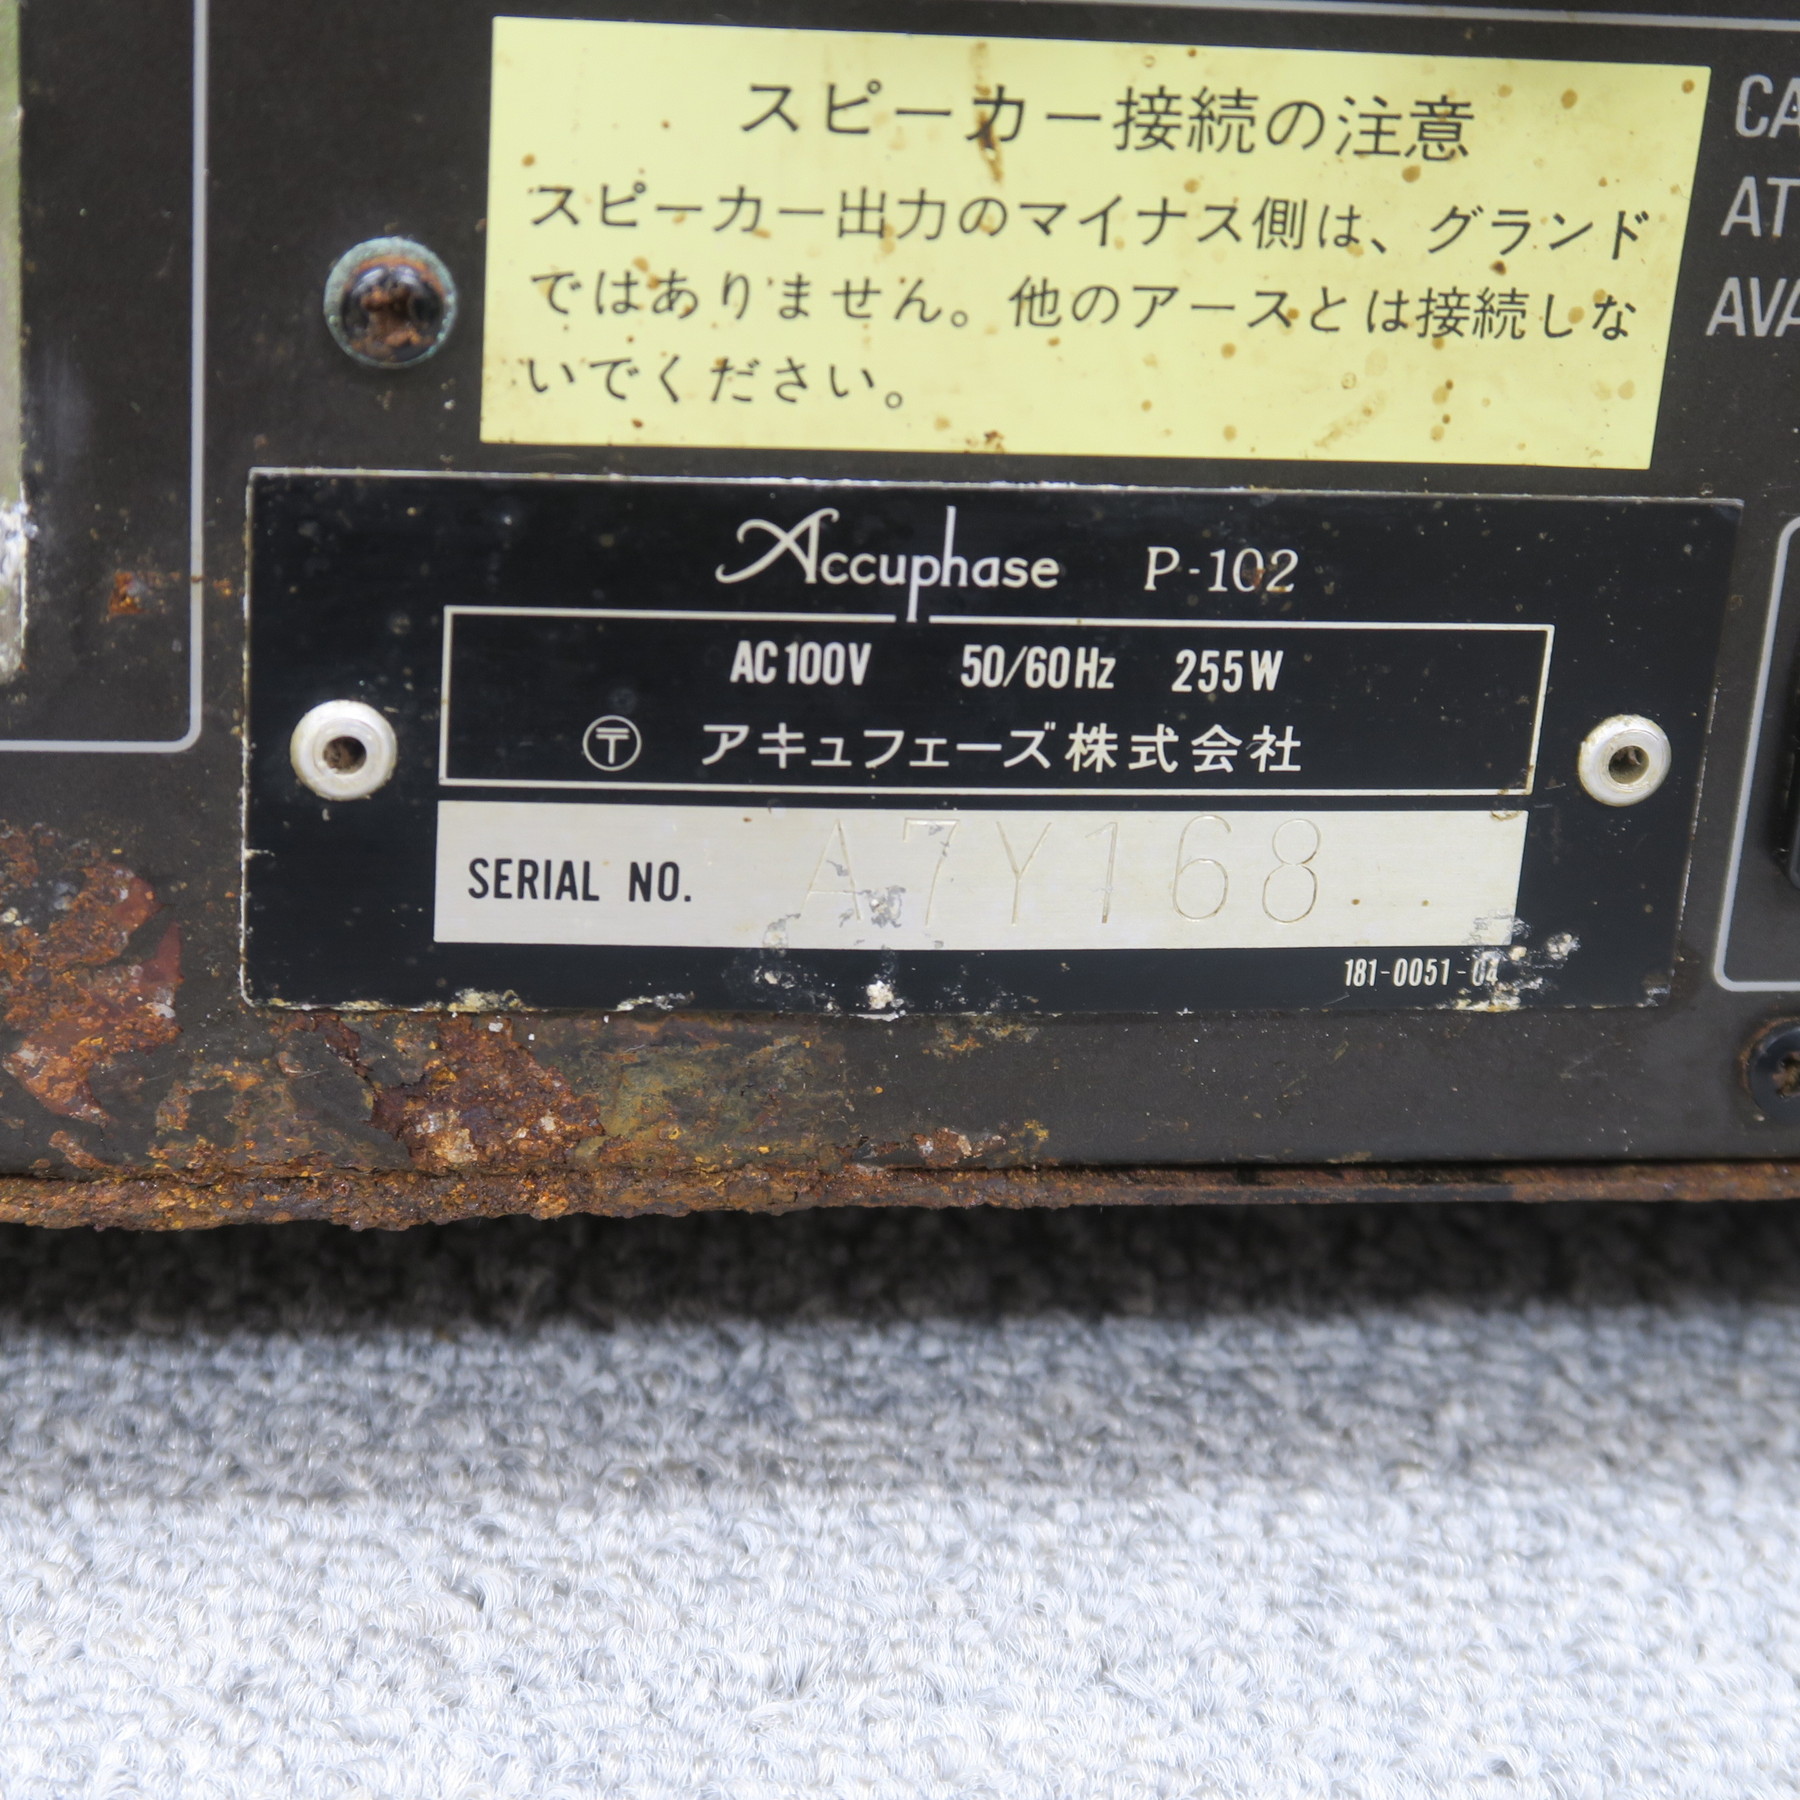 スピーカー接続の注意
スピーカー出力のマイナス側は、グランド
ではありません。他のアースとは接続しな
いでください。
CA
AT
AVA
Accuphase P-102
AC100V 50/60Hz 255W
〒 アキュフェーズ株式会社
SERIAL NO. A7Y168
181-0051-04